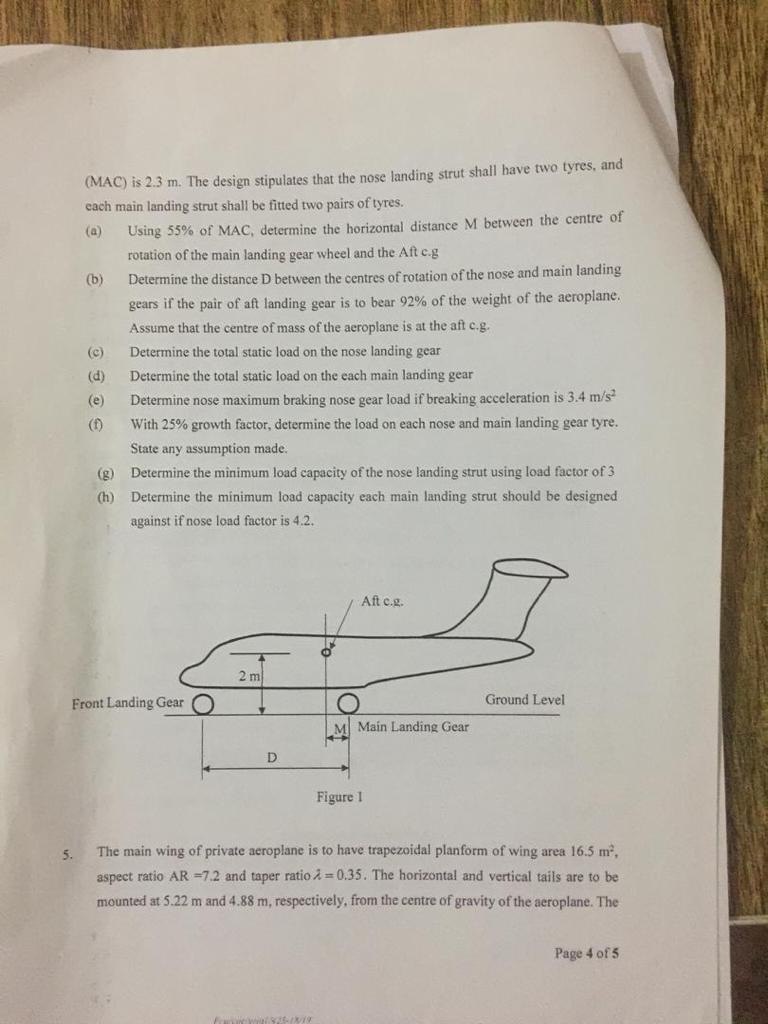 (MAC) is 2.3 m. The design stipulates that the nose landing strut shall have two tyres, and
each main landing strut shall be fitted two pairs of tyres.
(a) Using 55% of MAC, determine the horizontal distance M between the centre of
rotation of the main landing gear wheel and the Aft c.g
(b) Determine the distance D between the centres of rotation of the nose and main landing
gears if the pair of aft landing gear is to bear 92% of the weight of the aeroplane.
Assume that the centre of mass of the aeroplane is at the aft c.g.
(c) Determine the total static load on the nose landing gear
(d) Determine the total static load on the each main landing gear
(e) Determine nose maximum braking nose gear load if breaking acceleration is 3.4 m/s²
(f) With 25% growth factor, determine the load on each nose and main landing gear tyre.
State any assumption made.
(g) Determine the minimum load capacity of the nose landing strut using load factor of 3
(h) Determine the minimum load capacity each main landing strut should be designed
against if nose load factor is 4.2.
Aft c.g.
2 m
Front Landing Gear
Ground Level
M Main Landing Gear
D
Figure 1
5. The main wing of private aeroplane is to have trapezoidal planform of wing area 16.5 m²,
aspect ratio AR =7.2 and taper ratio λ = 0.35. The horizontal and vertical tails are to be
mounted at 5.22 m and 4.88 m, respectively, from the centre of gravity of the aeroplane. The
Page 4 of 5